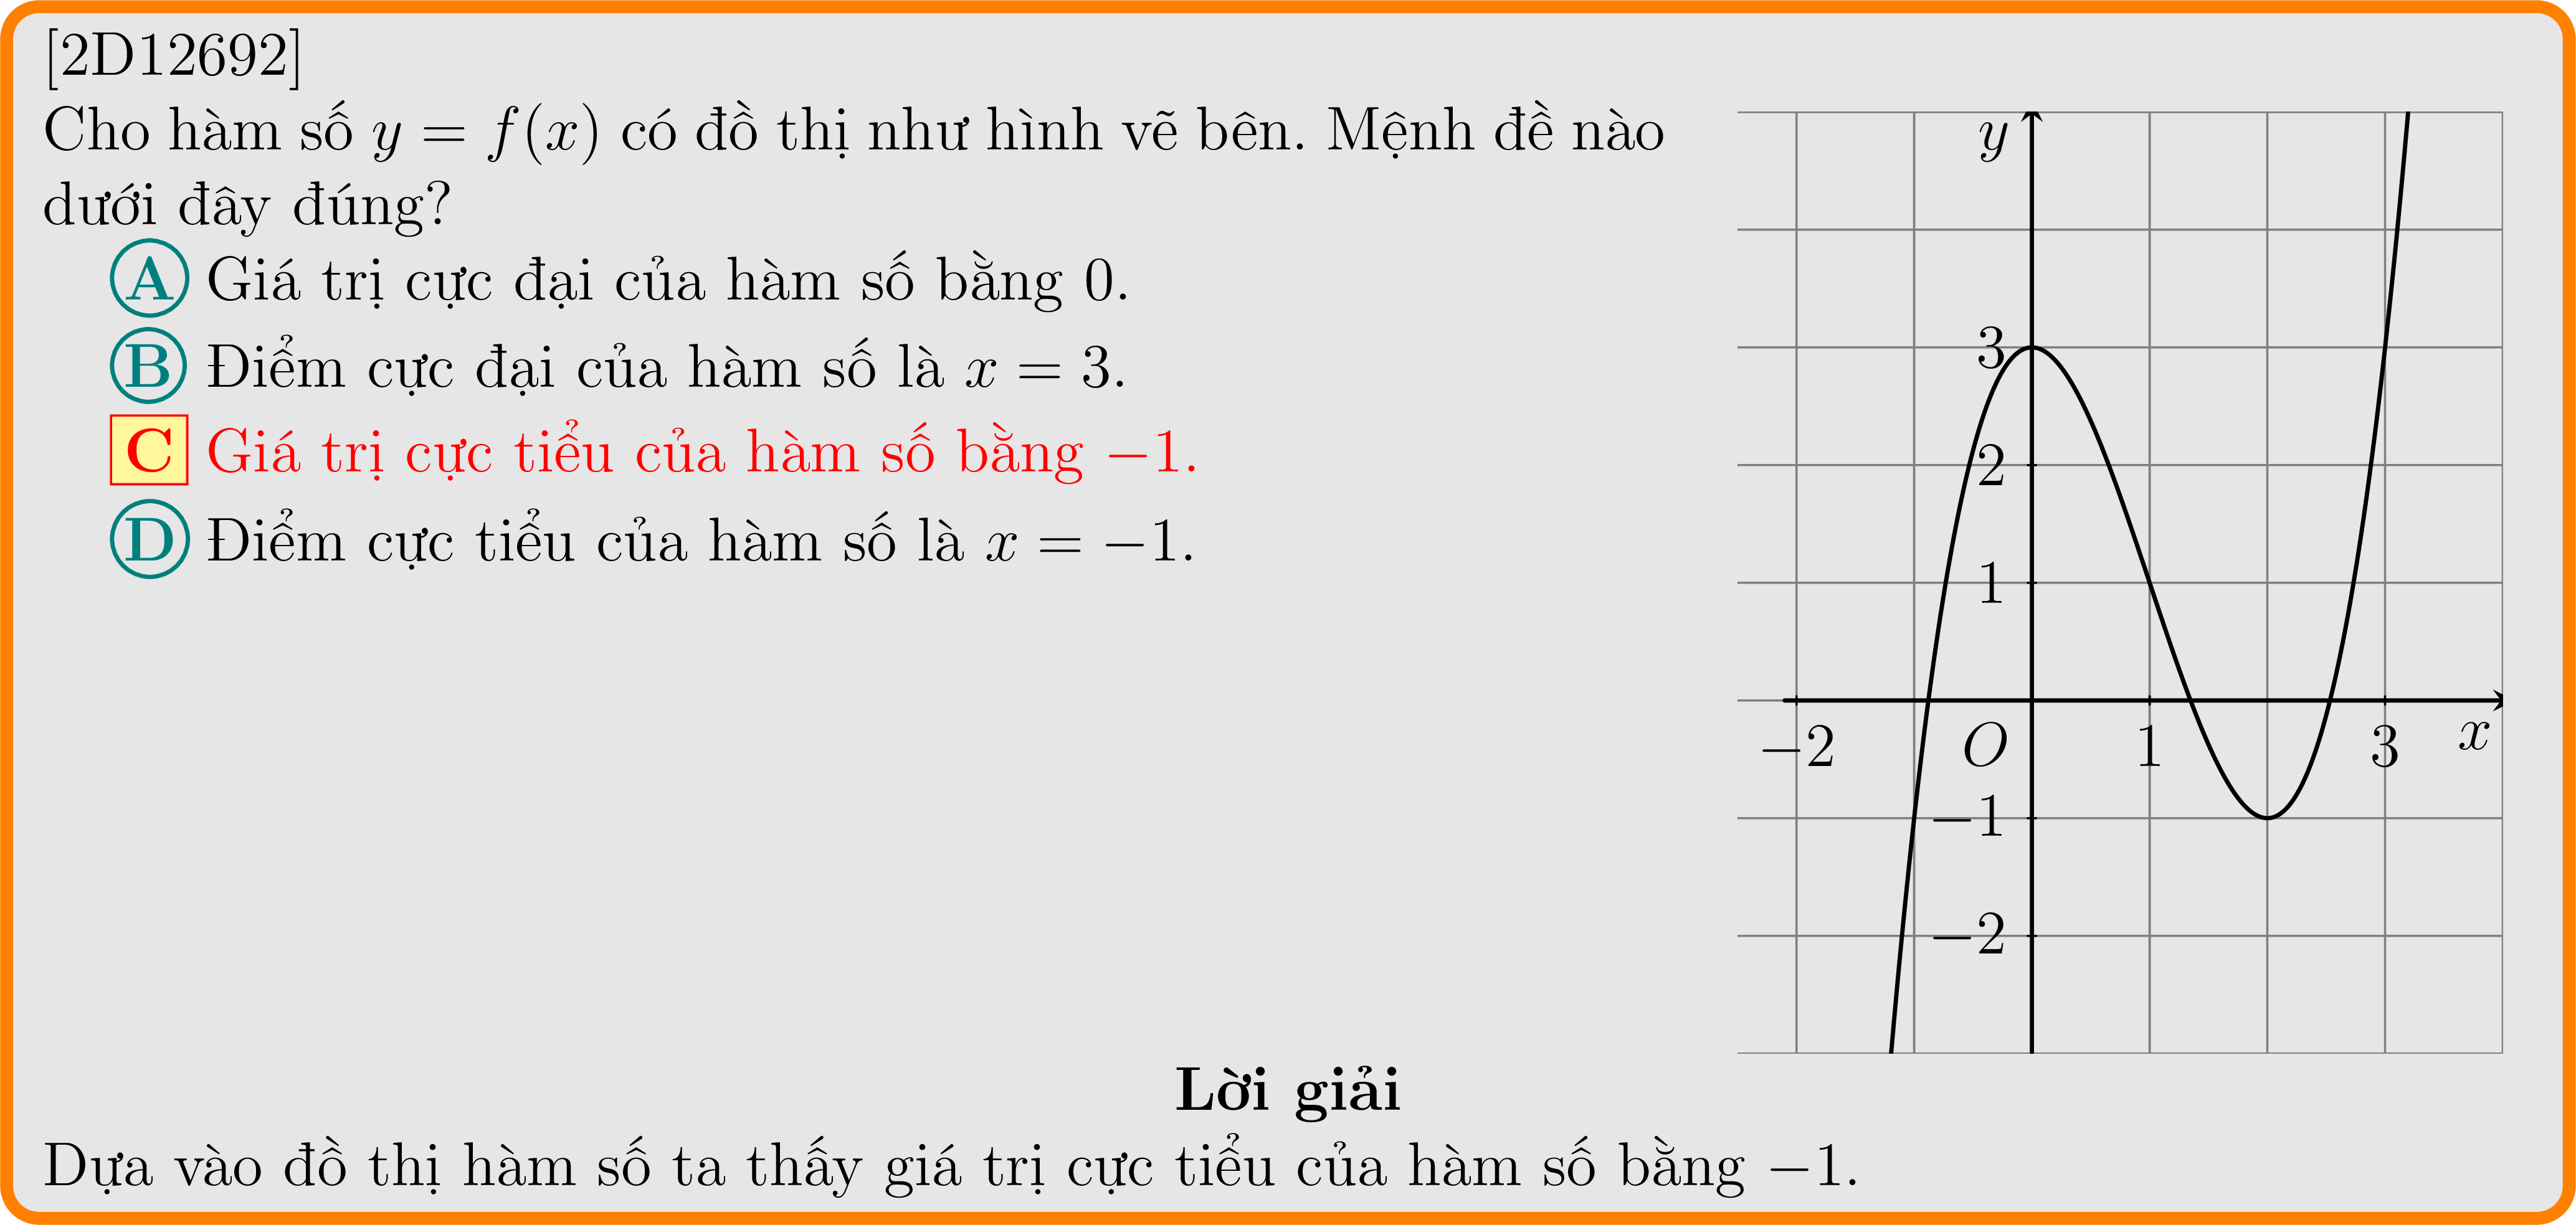 [2D12692]
Cho hàm số y = f(x) có đồ thị như hình vẽ bên. Mệnh đề nào
dưới đây đúng?
A Giá trị cực đại của hàm số bằng 0.
B Điểm cực đại của hàm số là x = 3.
C Giá trị cực tiểu của hàm số bằng −1.
D Điểm cực tiểu của hàm số là x = −1.
y
3
2
1
−2 O 1 3 x
−1
−2
Lời giải
Dựa vào đồ thị hàm số ta thấy giá trị cực tiểu của hàm số bằng −1.